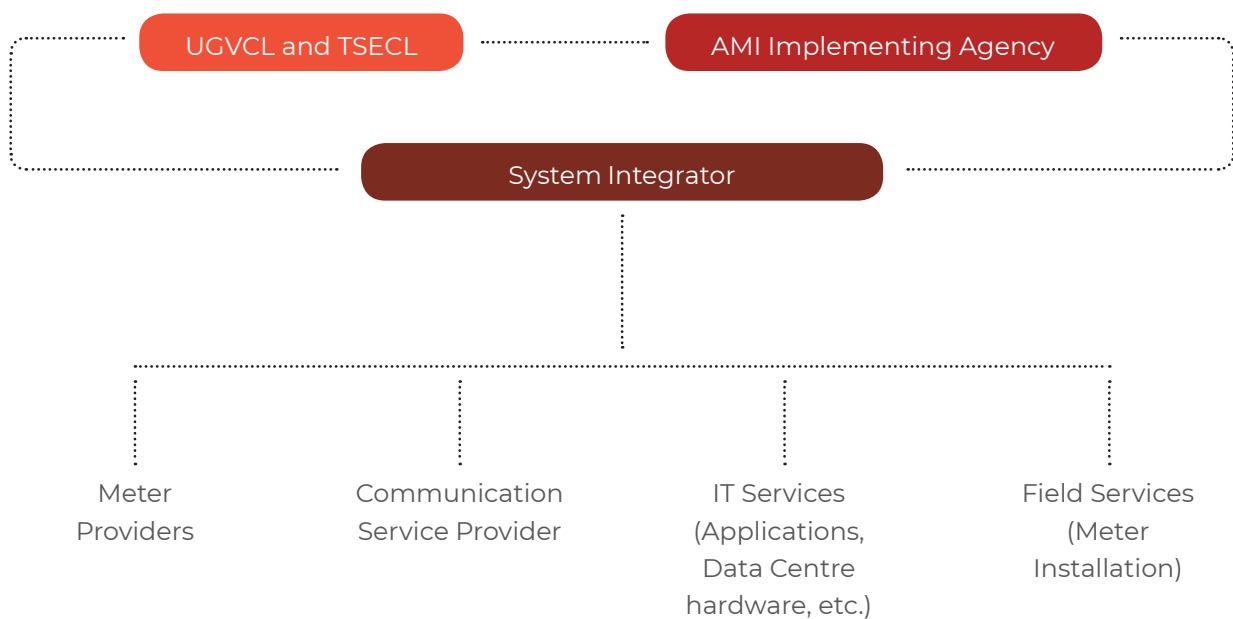 UGVCL and TSECL
AMI Implementing Agency
System Integrator
Meter
Providers
Communication
Service Provider
IT Services
(Applications,
Data Centre
hardware, etc.)
Field Services
(Meter
Installation)